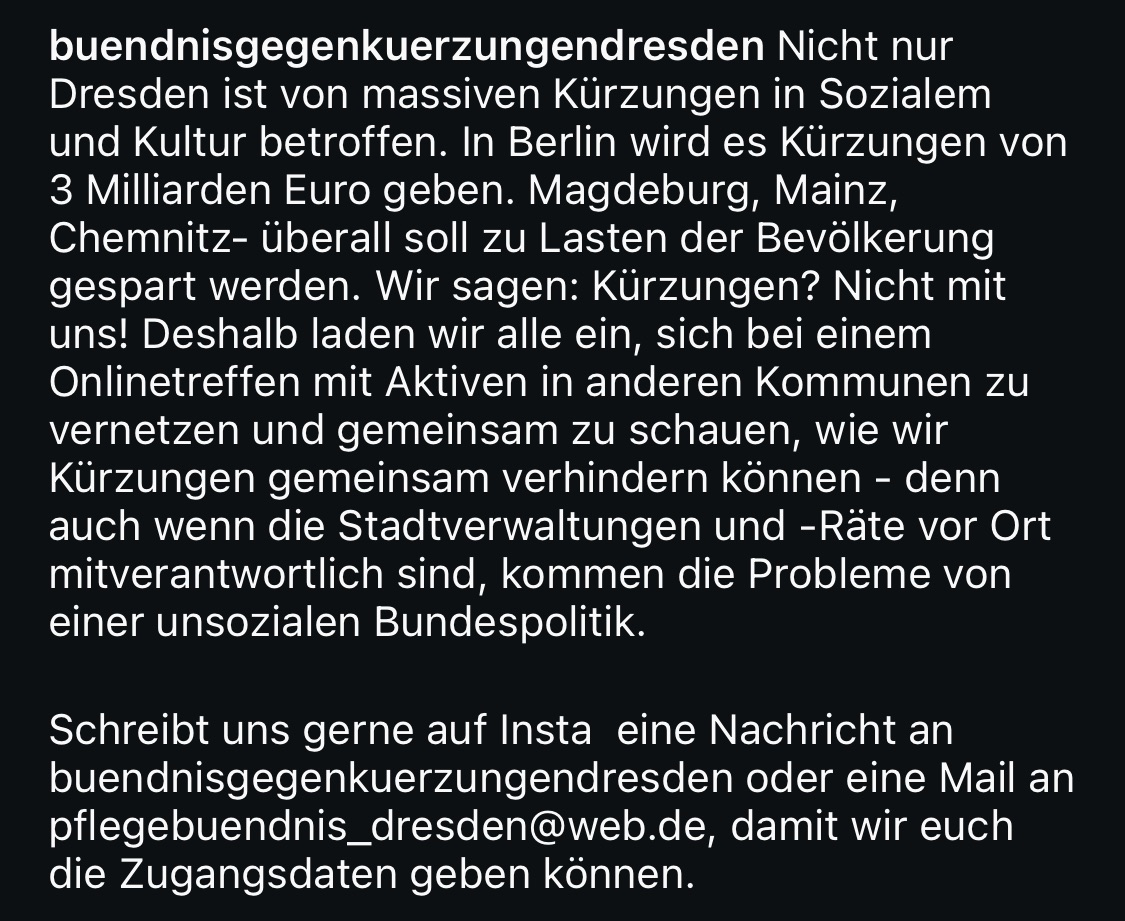 buendnisgegenkuerzungendresden Nicht nur
Dresden ist von massiven Kürzungen in Sozialem
und Kultur betroffen. In Berlin wird es Kürzungen von
3 Milliarden Euro geben. Magdeburg, Mainz,
Chemnitz- überall soll zu Lasten der Bevölkerung
gespart werden. Wir sagen: Kürzungen? Nicht mit
uns! Deshalb laden wir alle ein, sich bei einem
Onlinetreffen mit Aktiven in anderen Kommunen zu
vernetzen und gemeinsam zu schauen, wie wir
Kürzungen gemeinsam verhindern können - denn
auch wenn die Stadtverwaltungen und -Räte vor Ort
mitverantwortlich sind, kommen die Probleme von
einer unsozialen Bundespolitik.

Schreibt uns gerne auf Insta  eine Nachricht an
buendnisgegenkuerzungendresden oder eine Mail an
pflegebuendnis_dresden@web.de, damit wir euch
die Zugangsdaten geben können.